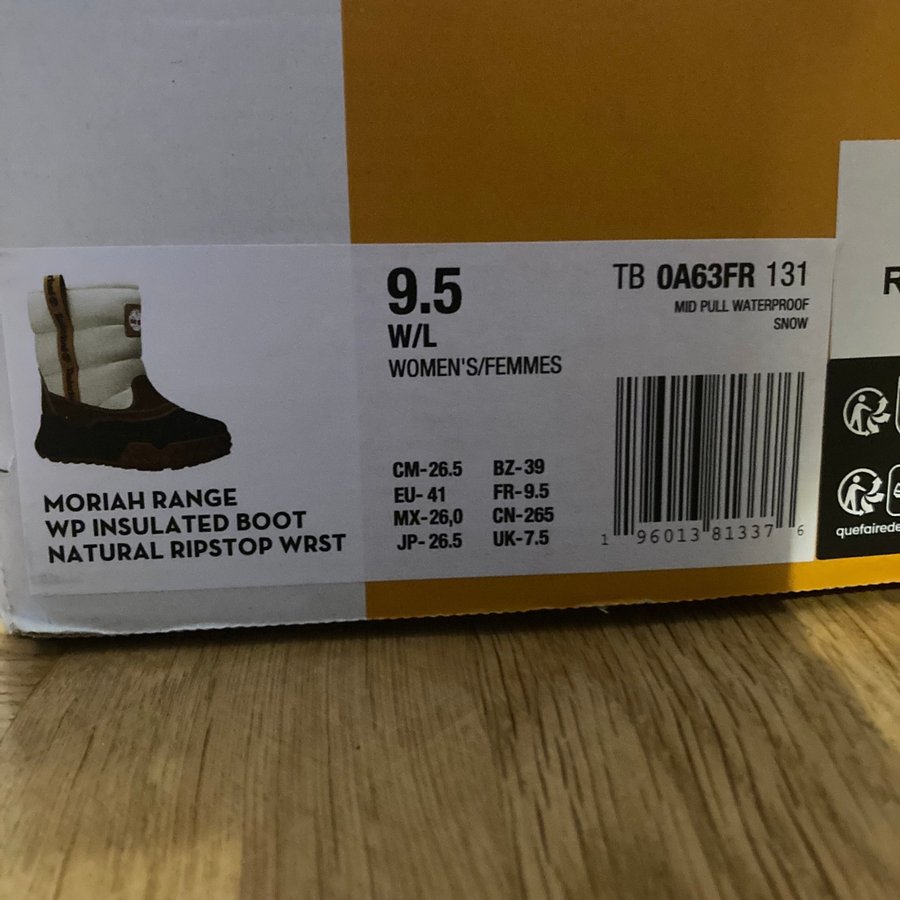 9.5
W/L
WOMEN'S/FEMMES
TB 0A63FR 131
MID PULL WATERPROOF
SNOW
CM-26.5 BZ-39
EU- 41 FR-9.5
MX-26,0 CN-265
JP- 26.5 UK-7.5
1 96013 81337 6
MORIAH RANGE
WP INSULATED BOOT
NATURAL RIPSTOP WRST
R
quefairede